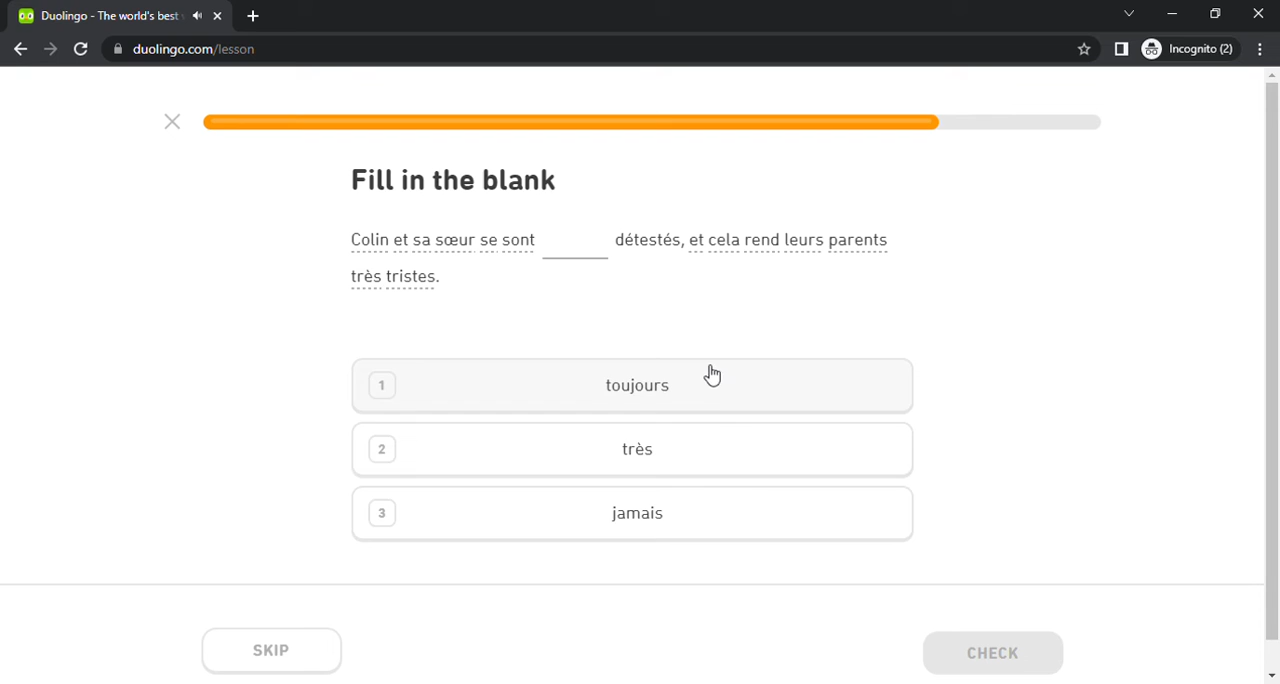 Duolingo - The world's best
duolingo.com/lesson
Incognito (2)
Fill in the blank
Colin et sa sœur se sont ______ détestés, et cela rend leurs parents
très tristes.
1 toujours
2 très
3 jamais
SKIP
CHECK